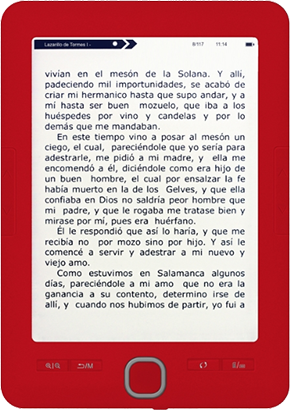 Lazarillo de Tormes I -
8/117 11:14
vivían en el mesón de la Solana. Y allí,
padeciendo mil importunidades, se acabó de
criar mi hermanico hasta que supo andar, y a
mí hasta ser buen mozuelo, que iba a los
huéspedes por vino y candelas y por lo
demás que me mandaban.
En este tiempo vino a posar al mesón un
ciego, el cual, pareciéndole que yo sería para
adestrarle, me pidió a mi madre, y ella me
encomendó a él, diciéndole como era hijo de
un buen hombre, el cual por ensalzar la fe
había muerto en la de los Gelves, y que ella
confiaba en Dios no saldría peor hombre que
mi padre, y que le rogaba me tratase bien y
mirase por mí, pues era huérfano.
Él le respondió que así lo haría, y que me
recibía no por mozo sino por hijo. Y así le
comencé a servir y adestrar a mi nuevo y
viejo amo.
Como estuvimos en Salamanca algunos
días, pareciéndole a mi amo que no era la
ganancia a su contento, determinó irse de
allí, y cuando nos hubimos de partir, yo fui a
/M